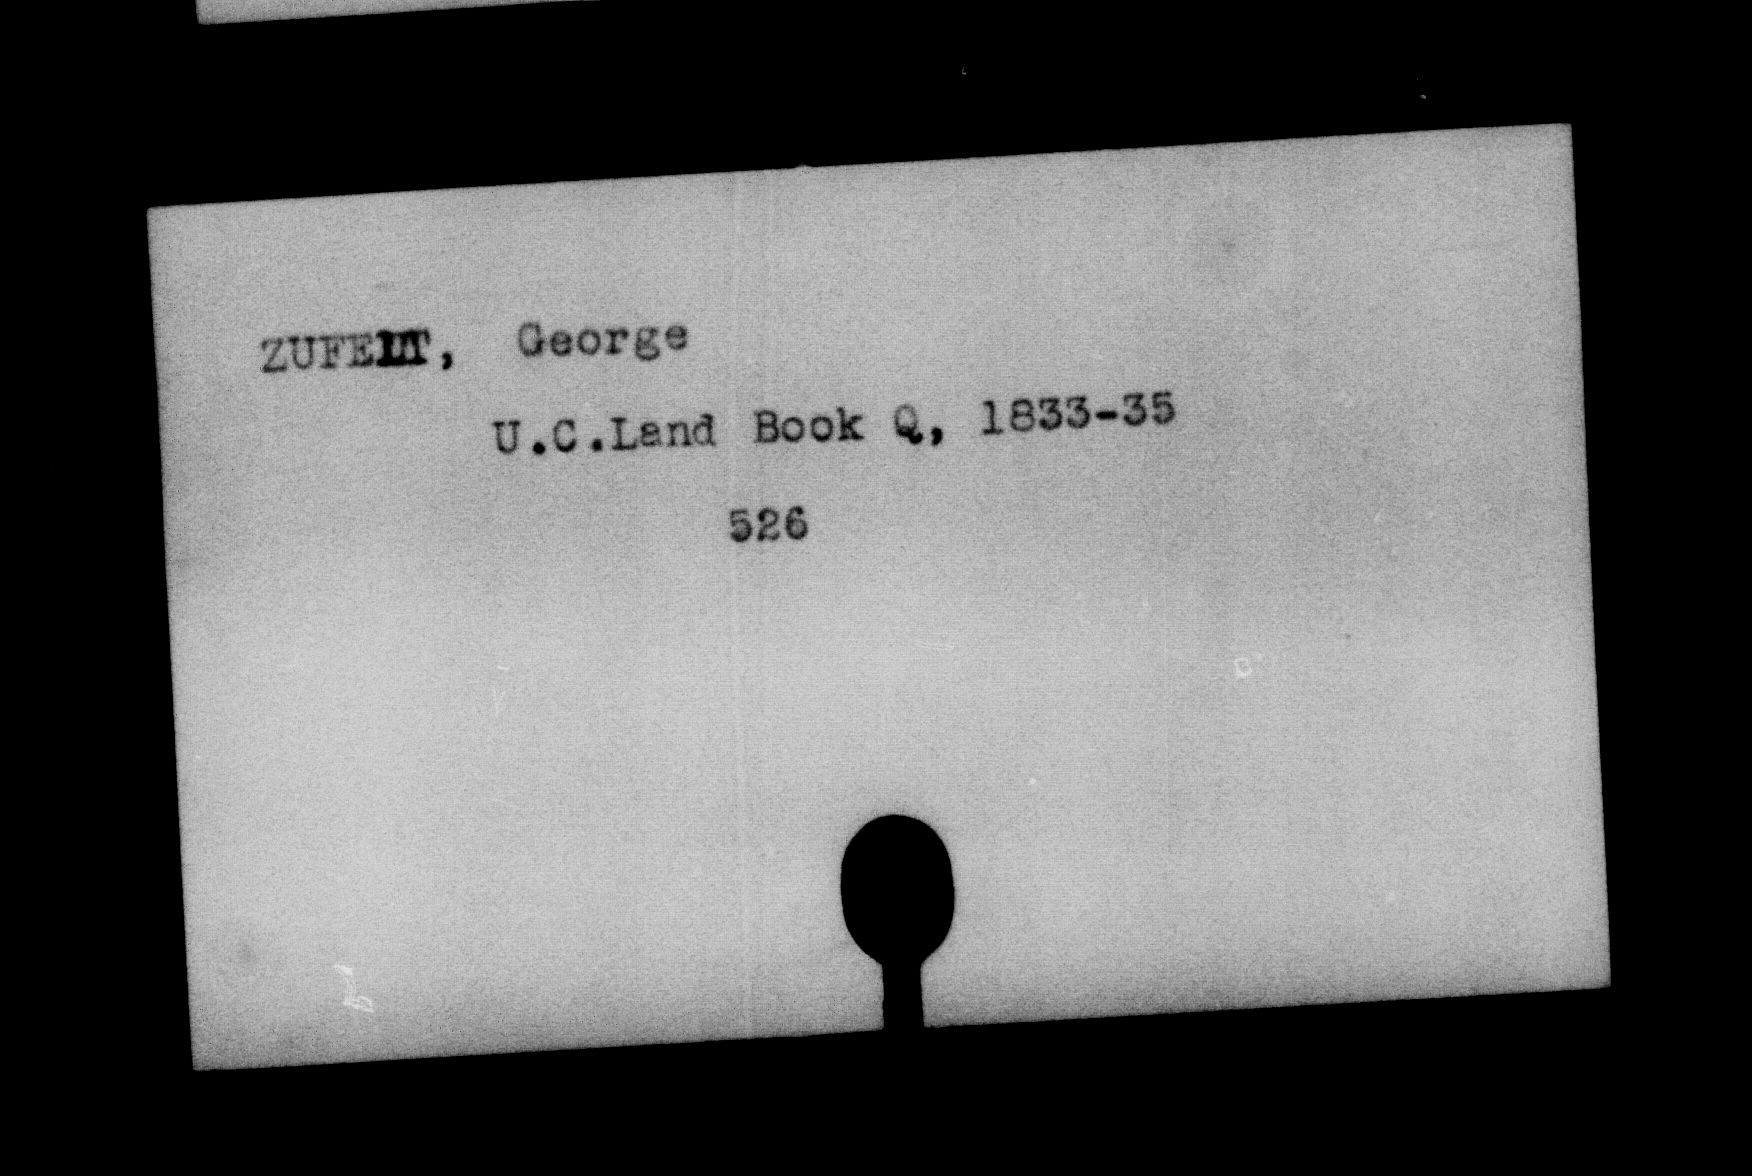 ZUFELT, George
U.C.Land Book Q, 1833-35
526